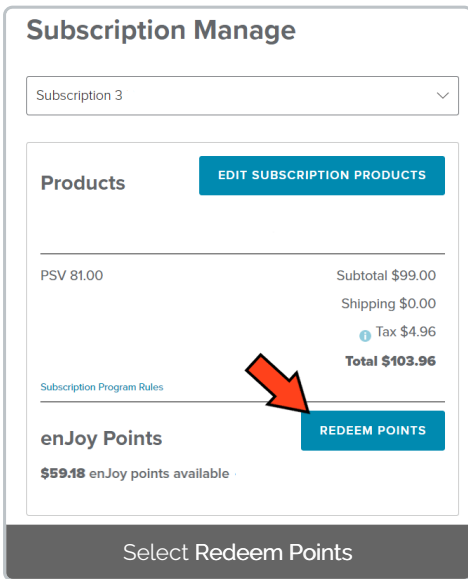 Subscription Manage
Subscription 3
Products
EDIT SUBSCRIPTION PRODUCTS
PSV 81.00
Subtotal $99.00
Shipping $0.00
i Tax $4.96
Total $103.96
Subscription Program Rules
enJoy Points
REDEEM POINTS
$59.18 enJoy points available
Select Redeem Points